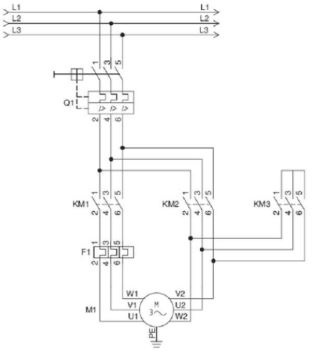 L1 L1
L2 L2
L3 L3
1 3 5
Q1
2 4 6
KM1 1 3 5
2 4 6
KM2 1 3 5
2 4 6
KM3 1 3 5
2 4 6
F1 1 3 5
2 4 6
W1 V2
V1 U2
U1 W2
M
3~
M1
PE